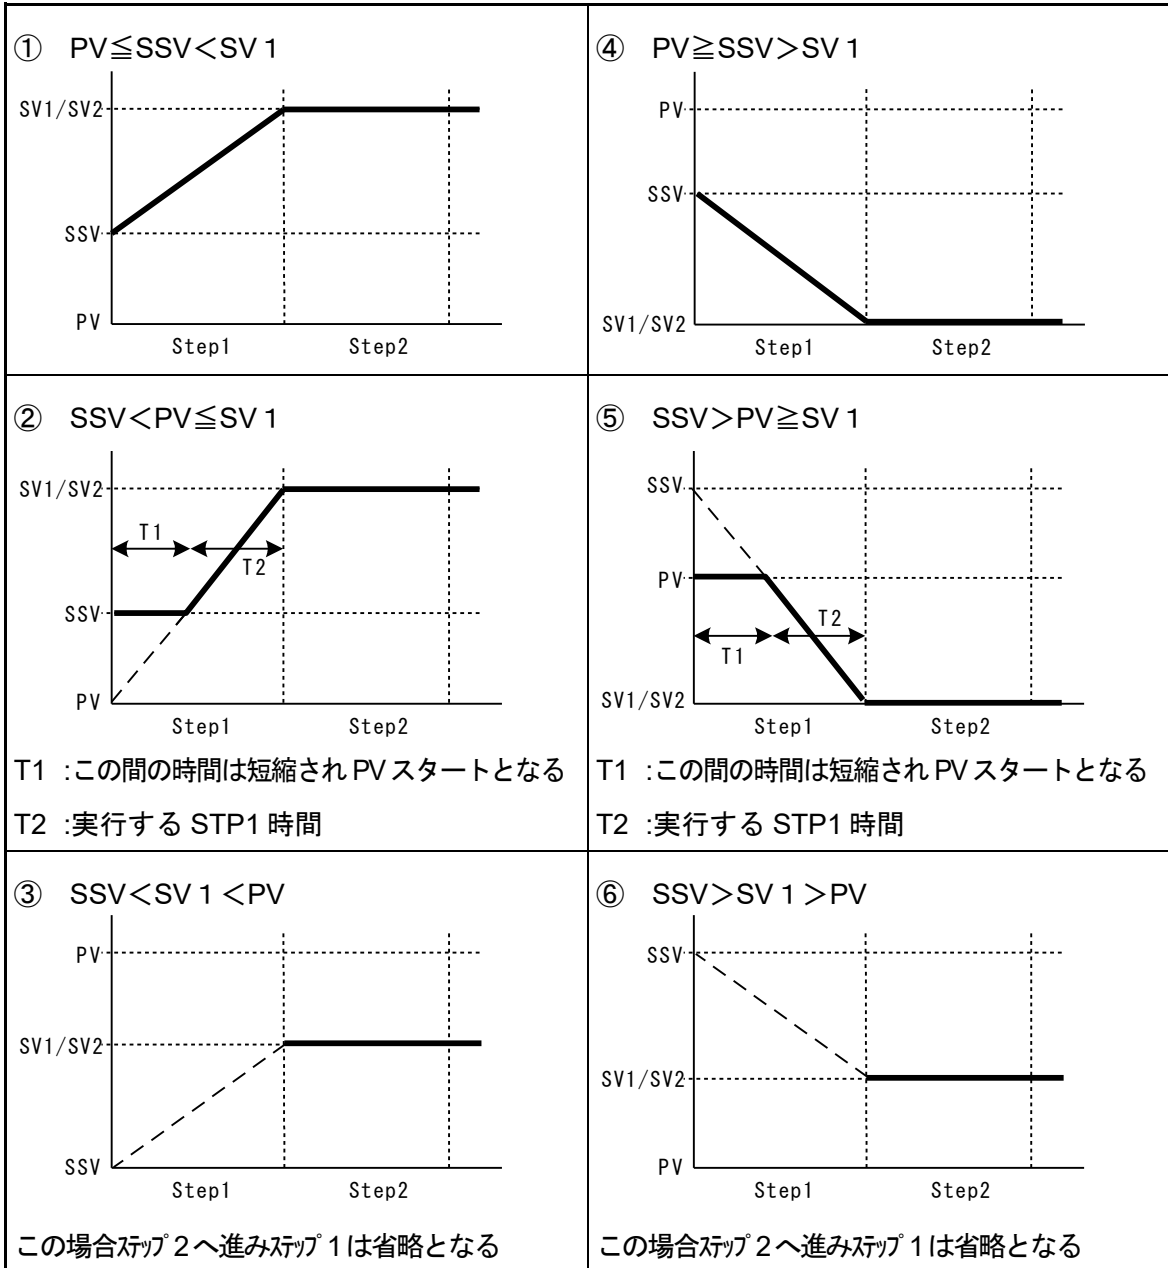 ① PV≦SSV<SV1
SV1/SV2
SSV
PV
Step1 Step2
④ PV≧SSV>SV1
PV
SSV
SV1/SV2
Step1 Step2
② SSV<PV≦SV1
SV1/SV2
T1
T2
SSV
PV
Step1 Step2
T1 :この間の時間は短縮されPVスタートとなる
T2 :実行する STP1 時間
⑤ SSV>PV≧SV1
SSV
PV
T2
T1
SV1/SV2
Step1 Step2
T1 :この間の時間は短縮されPVスタートとなる
T2 :実行する STP1 時間
③ SSV<SV1<PV
PV
SV1/SV2
SSV
Step1 Step2
この場合ステップ2へ進みステップ1は省略となる
⑥ SSV>SV1>PV
SSV
SV1/SV2
PV
Step1 Step2
この場合ステップ2へ進みステップ1は省略となる